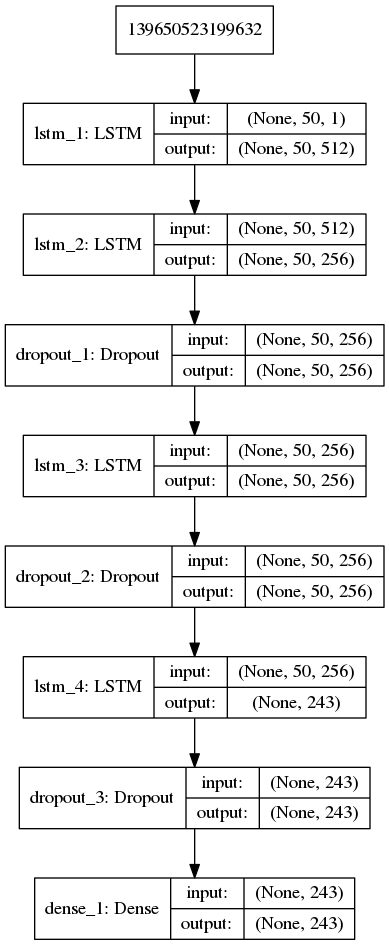 139650523199632
lstm_1: LSTM
input: (None, 50, 1)
output: (None, 50, 512)
lstm_2: LSTM
input: (None, 50, 512)
output: (None, 50, 256)
dropout_1: Dropout
input: (None, 50, 256)
output: (None, 50, 256)
lstm_3: LSTM
input: (None, 50, 256)
output: (None, 50, 256)
dropout_2: Dropout
input: (None, 50, 256)
output: (None, 50, 256)
lstm_4: LSTM
input: (None, 50, 256)
output: (None, 243)
dropout_3: Dropout
input: (None, 243)
output: (None, 243)
dense_1: Dense
input: (None, 243)
output: (None, 243)